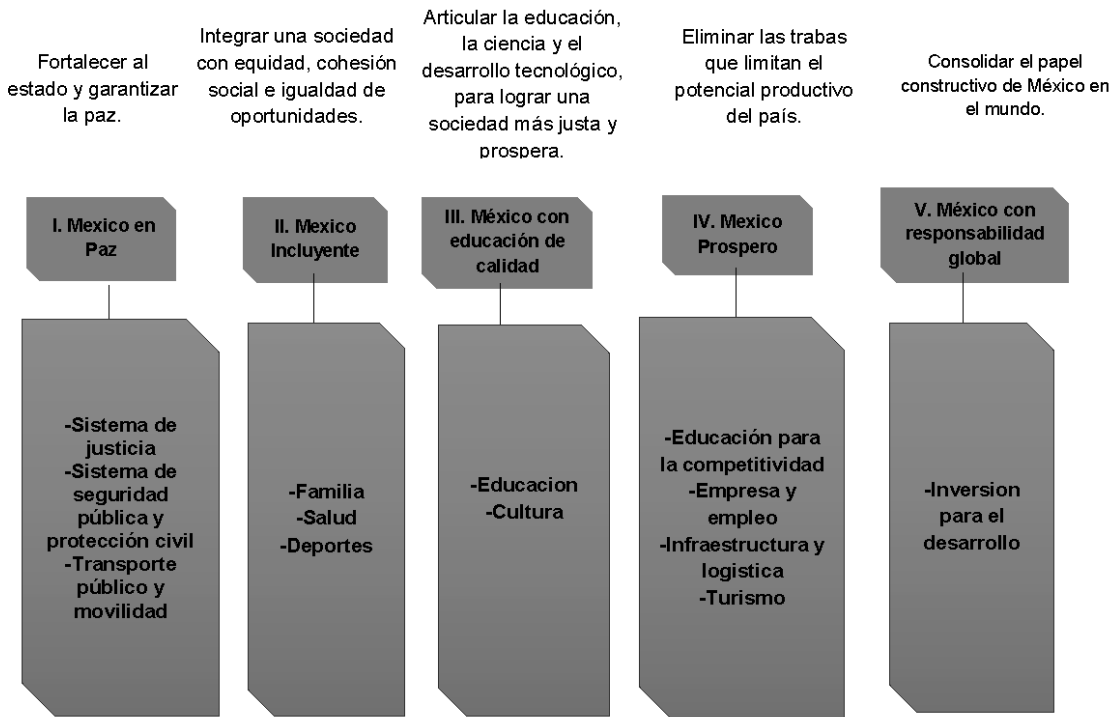 Fortalecer al
estado y garantizar
la paz.
Integrar una sociedad
con equidad, cohesión
social e igualdad de
oportunidades.
Articular la educación,
la ciencia y el
desarrollo tecnológico,
para lograr una
sociedad más justa y
prospera.
Eliminar las trabas
que limitan el
potencial productivo
del país.
Consolidar el papel
constructivo de México en
el mundo.
I. Mexico en
Paz
II. Mexico
Incluyente
III. México con
educación de
calidad
IV. Mexico
Prospero
V. México con
responsabilidad
global
-Sistema de
justicia
-Sistema de
seguridad
pública y
protección civil
-Transporte
público y
movilidad
-Familia
-Salud
-Deportes
-Educacion
-Cultura
-Educación para
la competitividad
-Empresa y
empleo
-Infraestructura y
logistica
-Turismo
-Inversion
para el
desarrollo